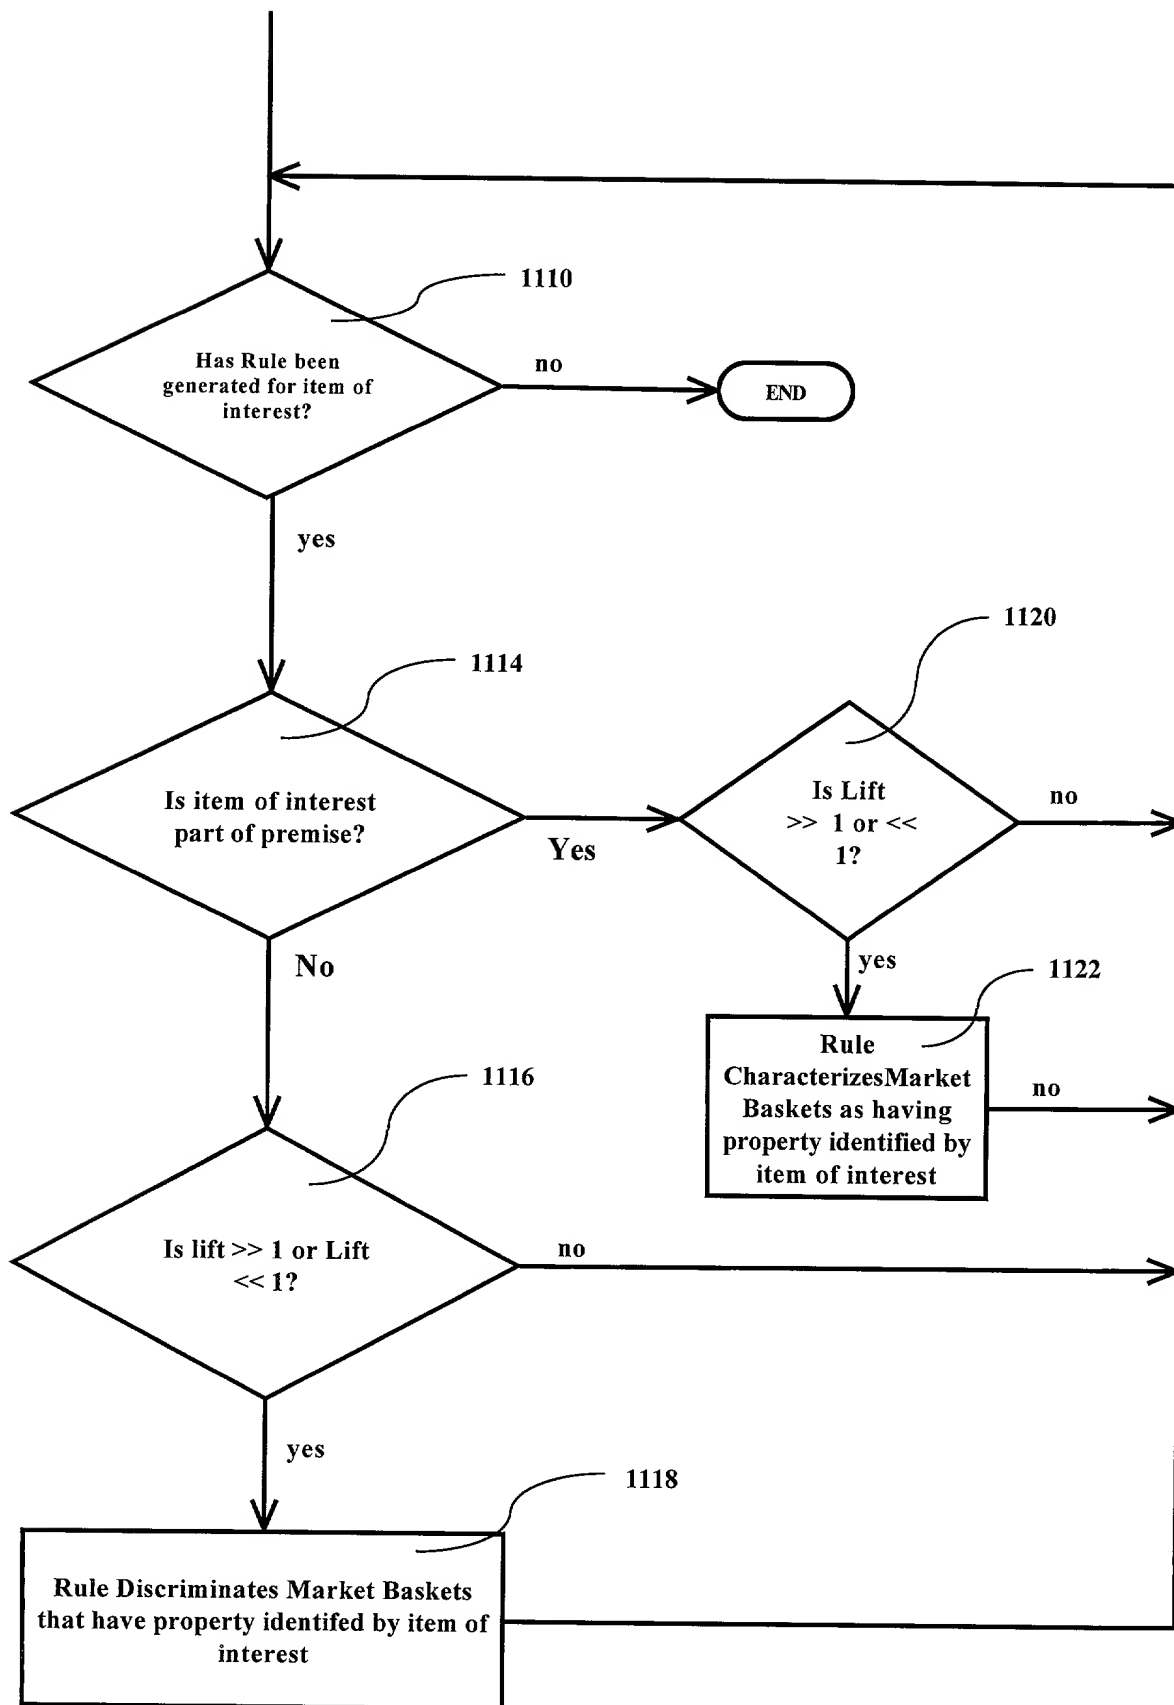 1110
Has Rule been
generated for item of
interest?
no
END
yes
1120
1114
Is item of interest
part of premise?
Yes
Is Lift
>> 1 or <<
1?
no
No
yes
1122
Rule
CharacterizesMarket
Baskets as having
property identified by
item of interest
no
1116
Is lift >> 1 or Lift
<< 1?
no
yes
1118
Rule Discriminates Market Baskets
that have property identifed by item of
interest